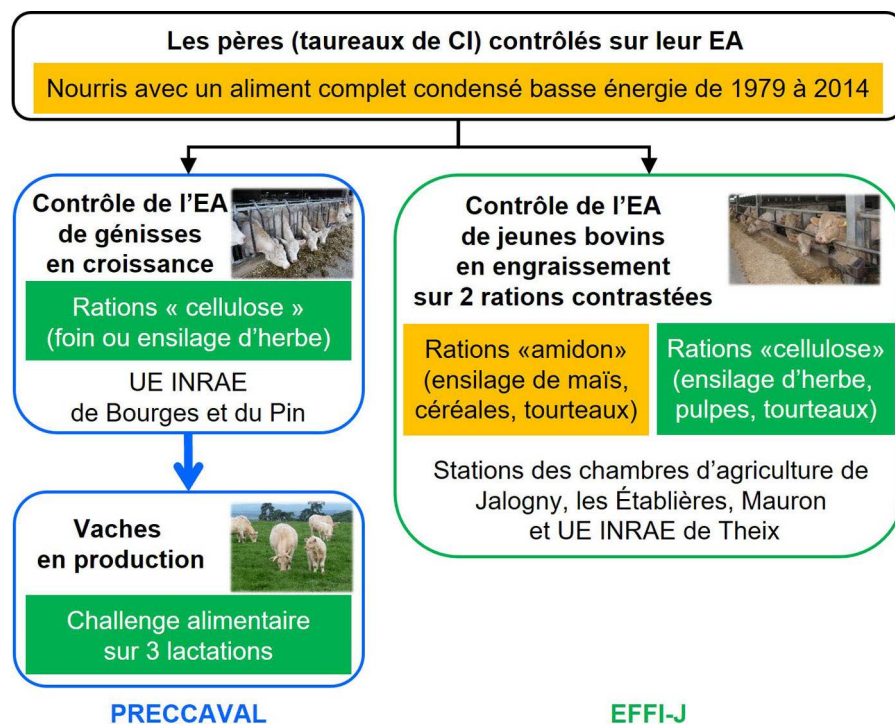 Les pères (taureaux de CI) contrôlés sur leur EA
Nourris avec un aliment complet condensé basse énergie de 1979 à 2014
Contrôle de l’EA
de génisses
en croissance
Rations « cellulose »
(foin ou ensilage d’herbe)
UE INRAE
de Bourges et du Pin
Vaches
en production
Challenge alimentaire
sur 3 lactations
PRECCAVAL
Contrôle de l’EA
de jeunes bovins
en engraissement
sur 2 rations contrastées
Rations «amidon»
(ensilage de maïs,
céréales, tourteaux)
Rations «cellulose»
(ensilage d’herbe,
pulpes, tourteaux)
Stations des chambres d’agriculture de
Jalogny, les Établières, Mauron
et UE INRAE de Theix
EFFI-J